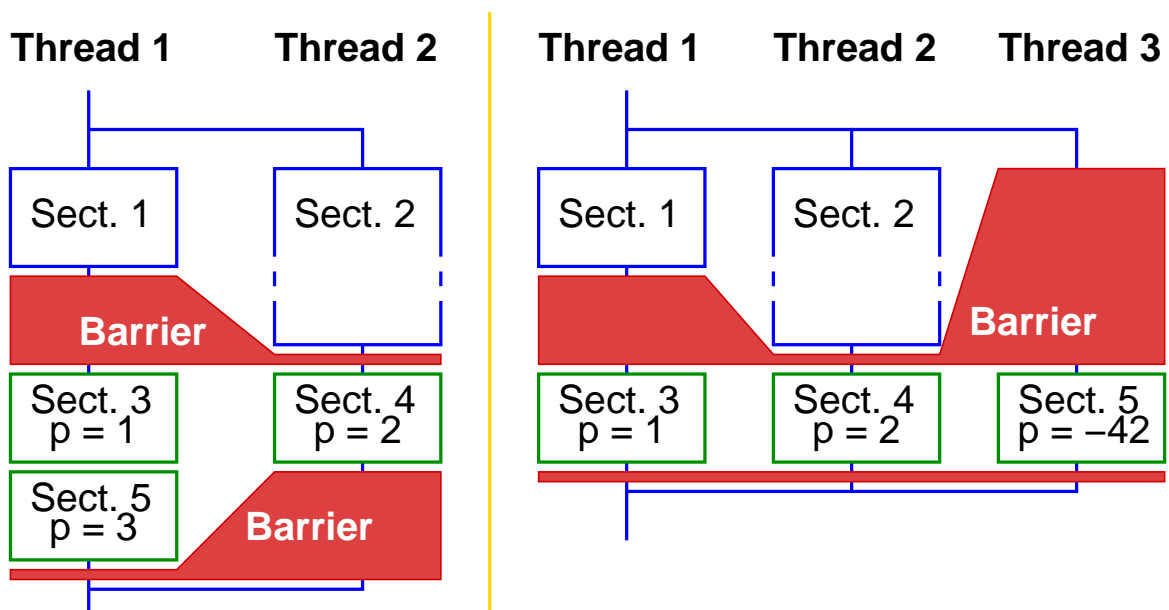 Thread 1
Thread 2
Sect. 1
Sect. 2
Barrier
Sect. 3
p = 1
Sect. 4
p = 2
Sect. 5
p = 3
Barrier
Thread 1
Thread 2
Thread 3
Sect. 1
Sect. 2
Barrier
Sect. 3
p = 1
Sect. 4
p = 2
Sect. 5
p = −42